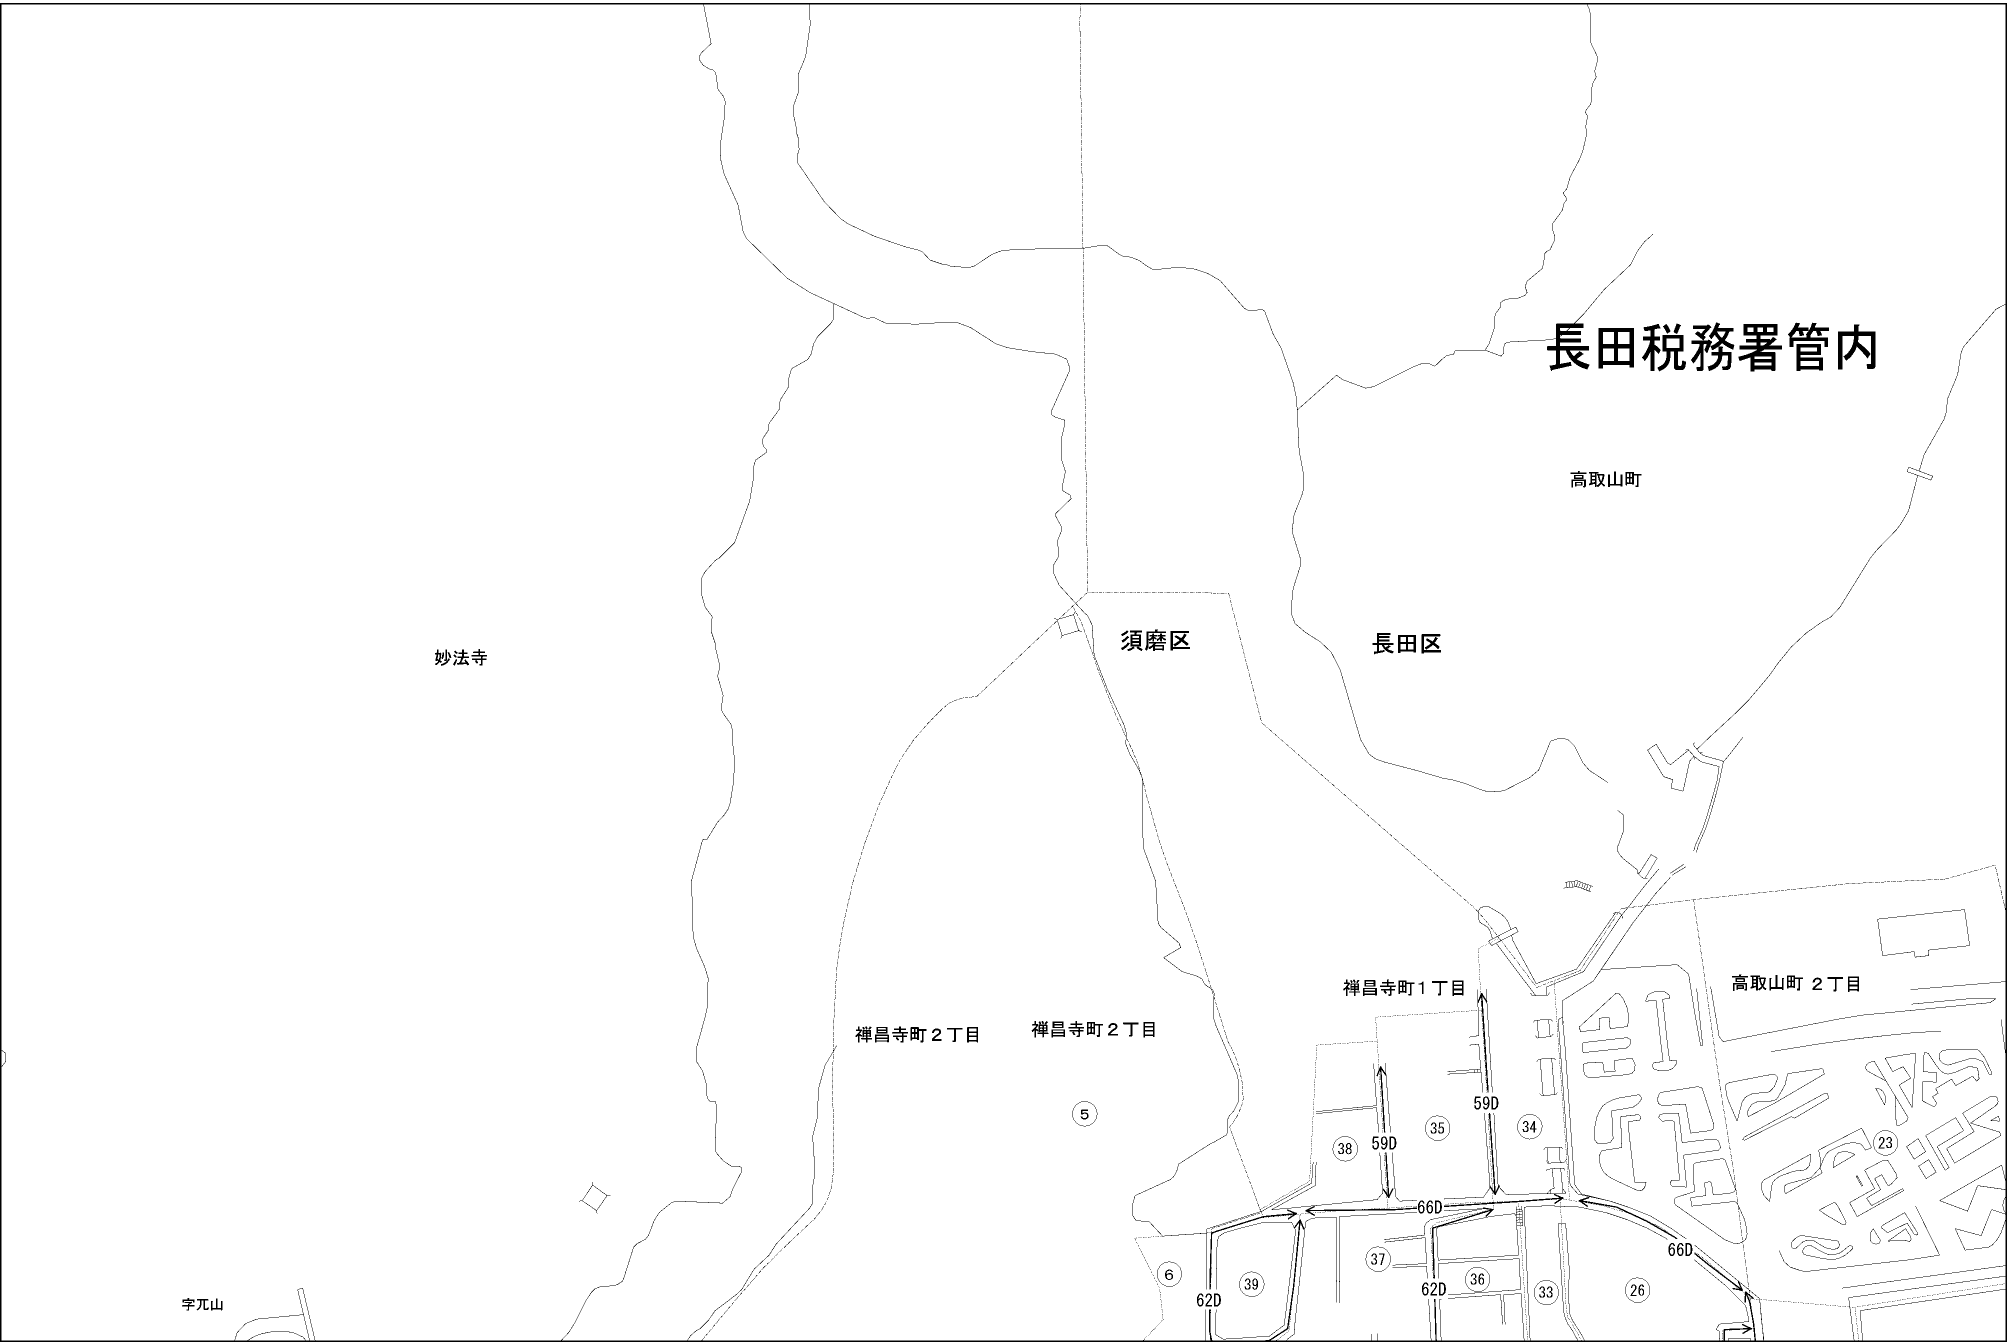 長田税務署管内
高取山町
須磨区
長田区
妙法寺
禅昌寺町1丁目
高取山町 2丁目
禅昌寺町2丁目
禅昌寺町2丁目
5
59D
59D
35
34
38
23
66D
66D
37
6
39
36
62D
62D
33
26
字兀山